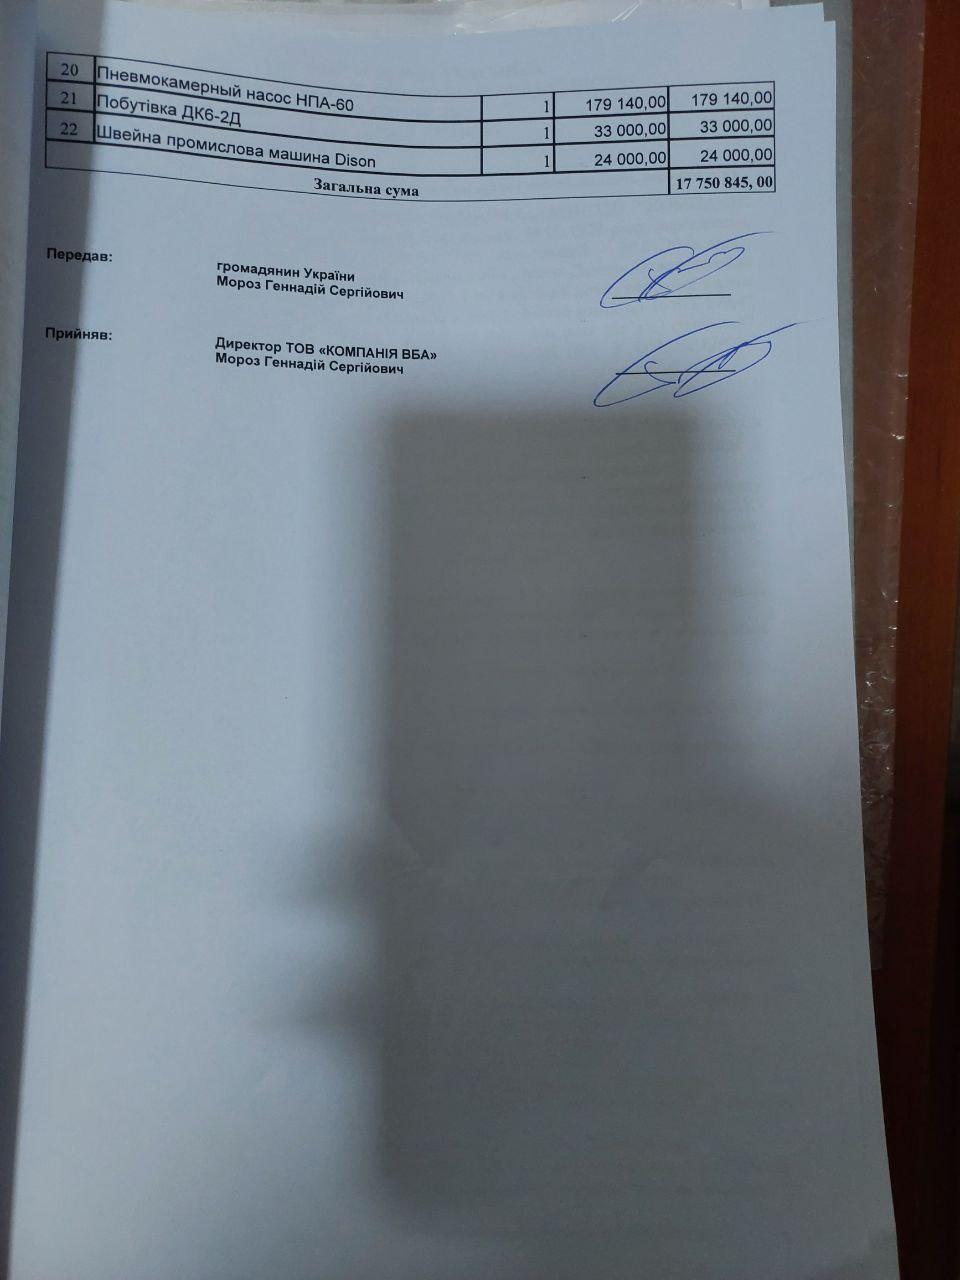 20 Пневмокамерный насос НПА-60 1 179 140,00 179 140,00
21 Побутівка ДК6-2Д 1 33 000,00 33 000,00
22 Швейна промислова машина Dison 1 24 000,00 24 000,00
Загальна сума 17 750 845, 00
Передав:
громадянин України
Мороз Геннадій Сергійович
Прийняв:
Директор ТОВ «КОМПАНІЯ ВБА»
Мороз Геннадій Сергійович